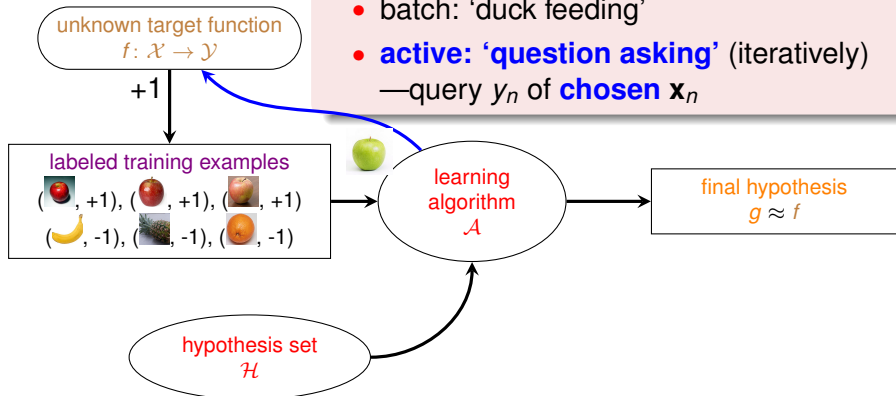 • batch: ‘duck feeding’
• active: ‘question asking’ (iteratively)
—query yₙ of chosen xₙ
unknown target function
f : 𝒳 → 𝒴
+1
labeled training examples
( , +1), ( , +1), ( , +1)
( , -1), ( , -1), ( , -1)
learning
algorithm
𝒜
final hypothesis
g ≈ f
hypothesis set
ℋ